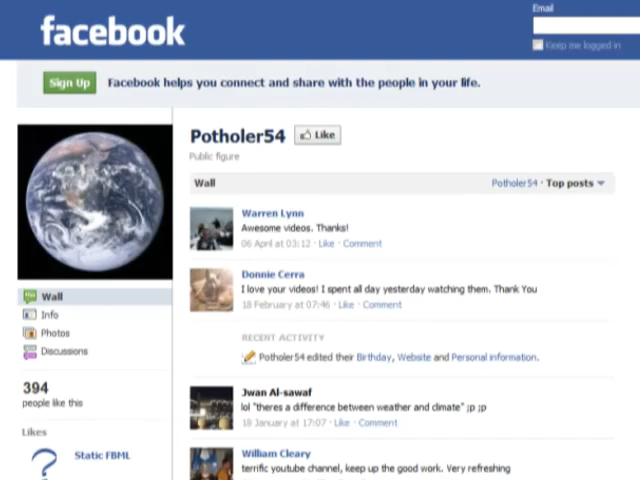 facebook
Email
Keep me logged in
Sign Up
Facebook helps you connect and share with the people in your life.
Potholer54
Like
Public figure
Wall
Potholer54 · Top posts
Warren Lynn
Awesome videos. Thanks!
06 April at 03:12 · Like · Comment
Donnie Cerra
I love your videos! I spent all day yesterday watching them. Thank You
18 February at 07:46 · Like · Comment
Wall
Info
Photos
Discussions
RECENT ACTIVITY
Potholer54 edited their Birthday, Website and Personal information.
394
people like this
Jwan Al-sawaf
lol "theres a difference between weather and climate" ;p ;p
18 January at 17:07 · Like · Comment
Likes
Static FBML
William Cleary
terrific youtube channel, keep up the good work. Very refreshing